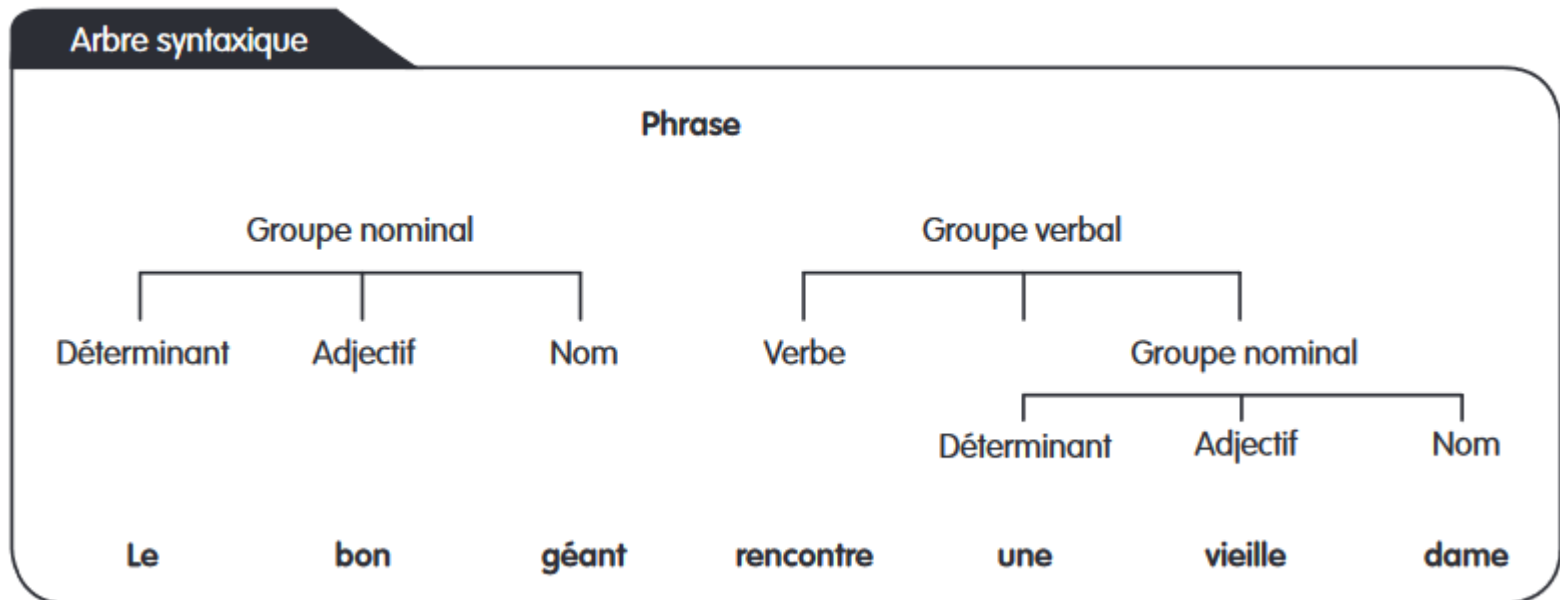 Arbre syntaxique
Phrase
Groupe nominal Groupe verbal
Déterminant Adjectif Nom Verbe Groupe nominal
Déterminant Adjectif Nom
Le bon géant rencontre une vieille dame